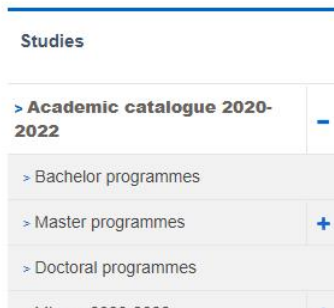 Studies
> Academic catalogue 2020-
2022
> Bachelor programmes
> Master programmes
> Doctoral programmes